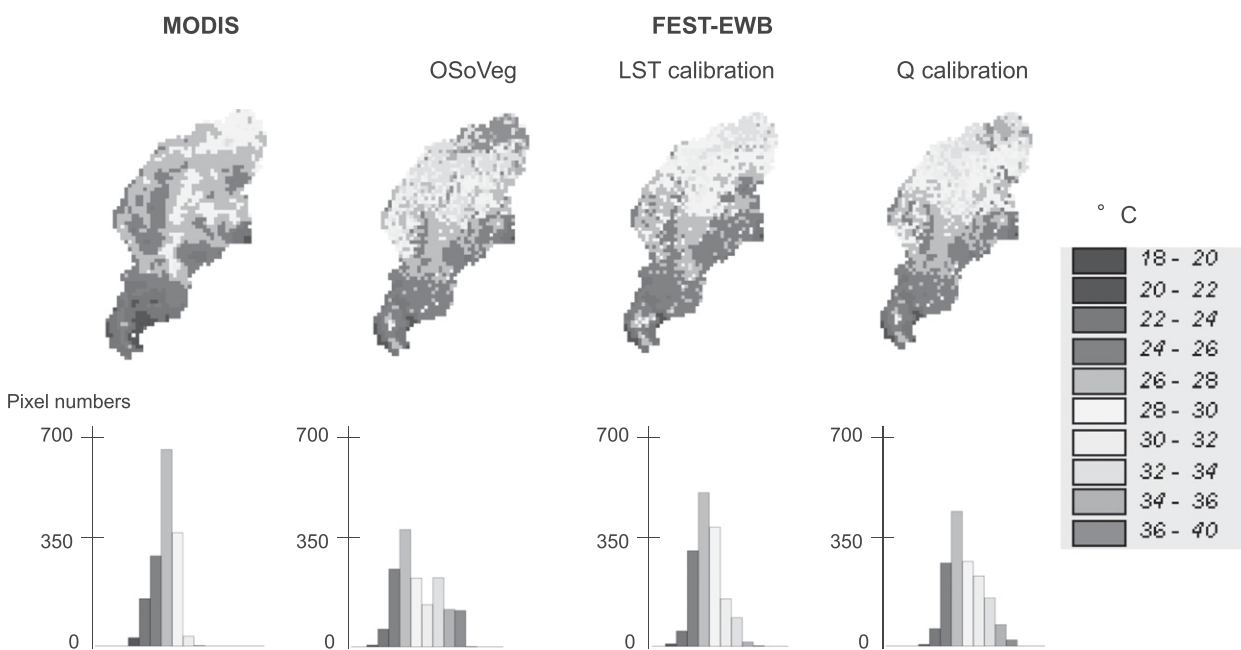 MODIS
FEST-EWB
OSoVeg
LST calibration
Q calibration
° C
18 - 20
20 - 22
22 - 24
24 - 26
26 - 28
28 - 30
30 - 32
32 - 34
34 - 36
36 - 40
Pixel numbers
700
350
0
700
350
0
700
350
0
700
350
0